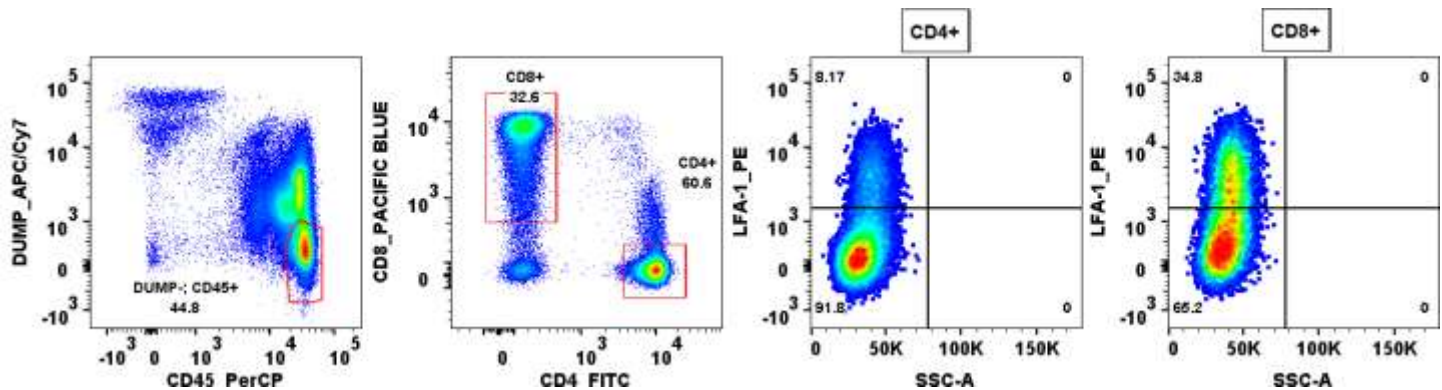 CD4+
CD8+
DUMP_APC/Cy7
10^5
10^4
10^3
0
-10^3
DUMP-; CD45+
44.8
-10^3
0
10^3
10^4
10^5
CD45_PerCP
CD8_PACIFIC BLUE
10^4
10^3
0
CD8+
32.6
CD4+
60.6
0
10^3
10^4
CD4_FITC
LFA-1_PE
10^5
10^4
10^3
0
-10^3
8.17
0
91.8
0
0
50K
100K
150K
SSC-A
LFA-1_PE
10^5
10^4
10^3
0
-10^3
34.8
0
65.2
0
0
50K
100K
150K
SSC-A